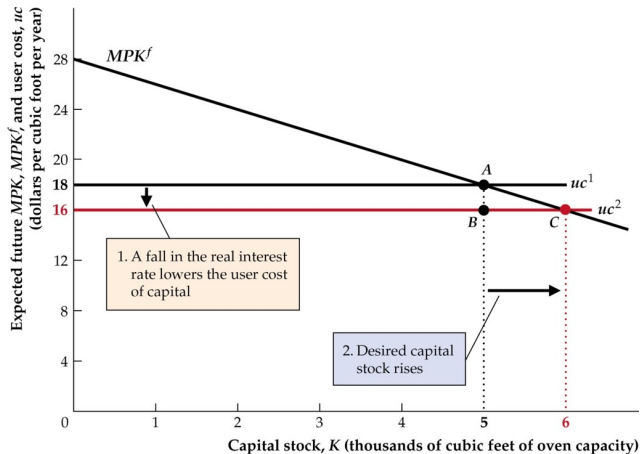 Expected future MPK, MPK^f, and user cost, uc
(dollars per cubic foot per year)
28
24
20
18
16
12
8
4
0
MPK^f
A
uc^1
B
C
uc^2
1. A fall in the real interest
rate lowers the user cost
of capital
2. Desired capital
stock rises
1 2 3 4 5 6
Capital stock, K (thousands of cubic feet of oven capacity)